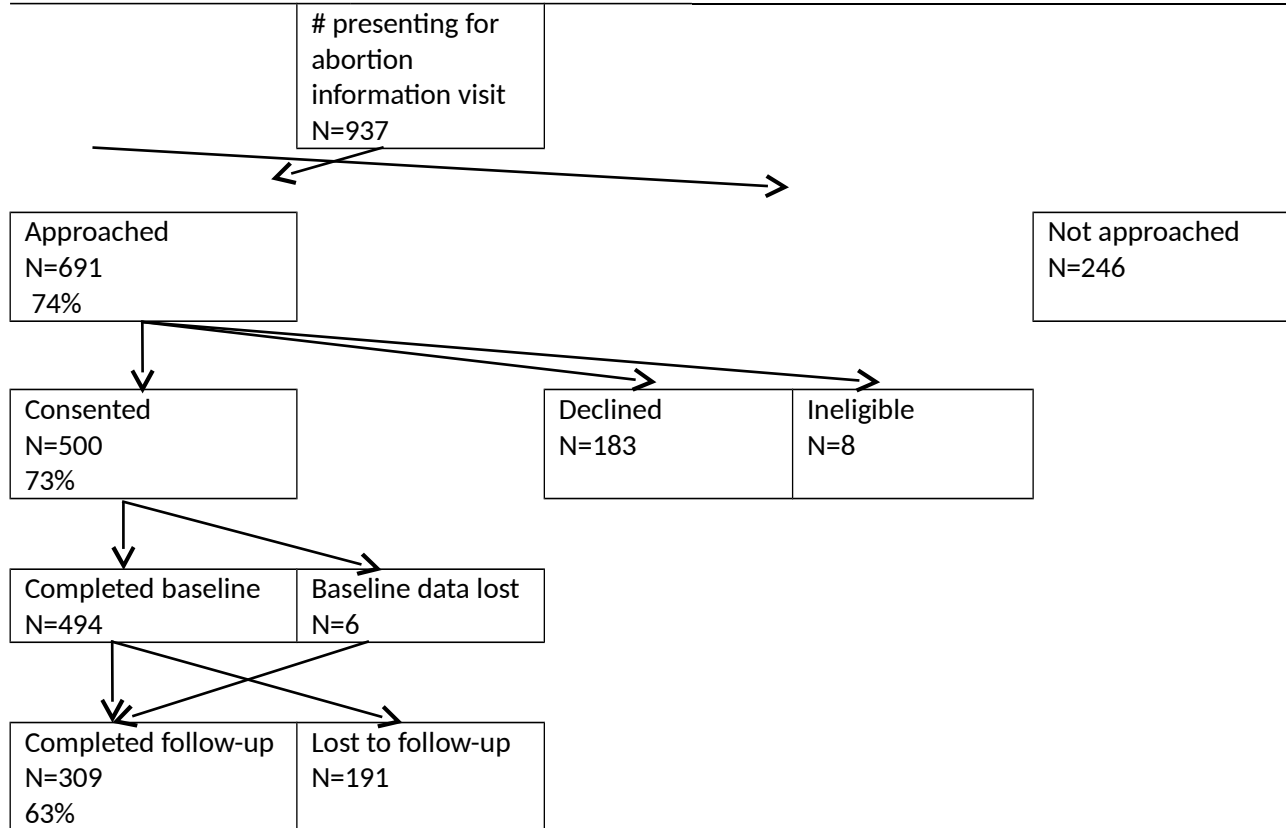 # presenting for
abortion
information visit
N=937
Approached
N=691
74%
Not approached
N=246
Consented
N=500
73%
Declined
N=183
Ineligible
N=8
Completed baseline
N=494
Baseline data lost
N=6
Completed follow-up
N=309
63%
Lost to follow-up
N=191